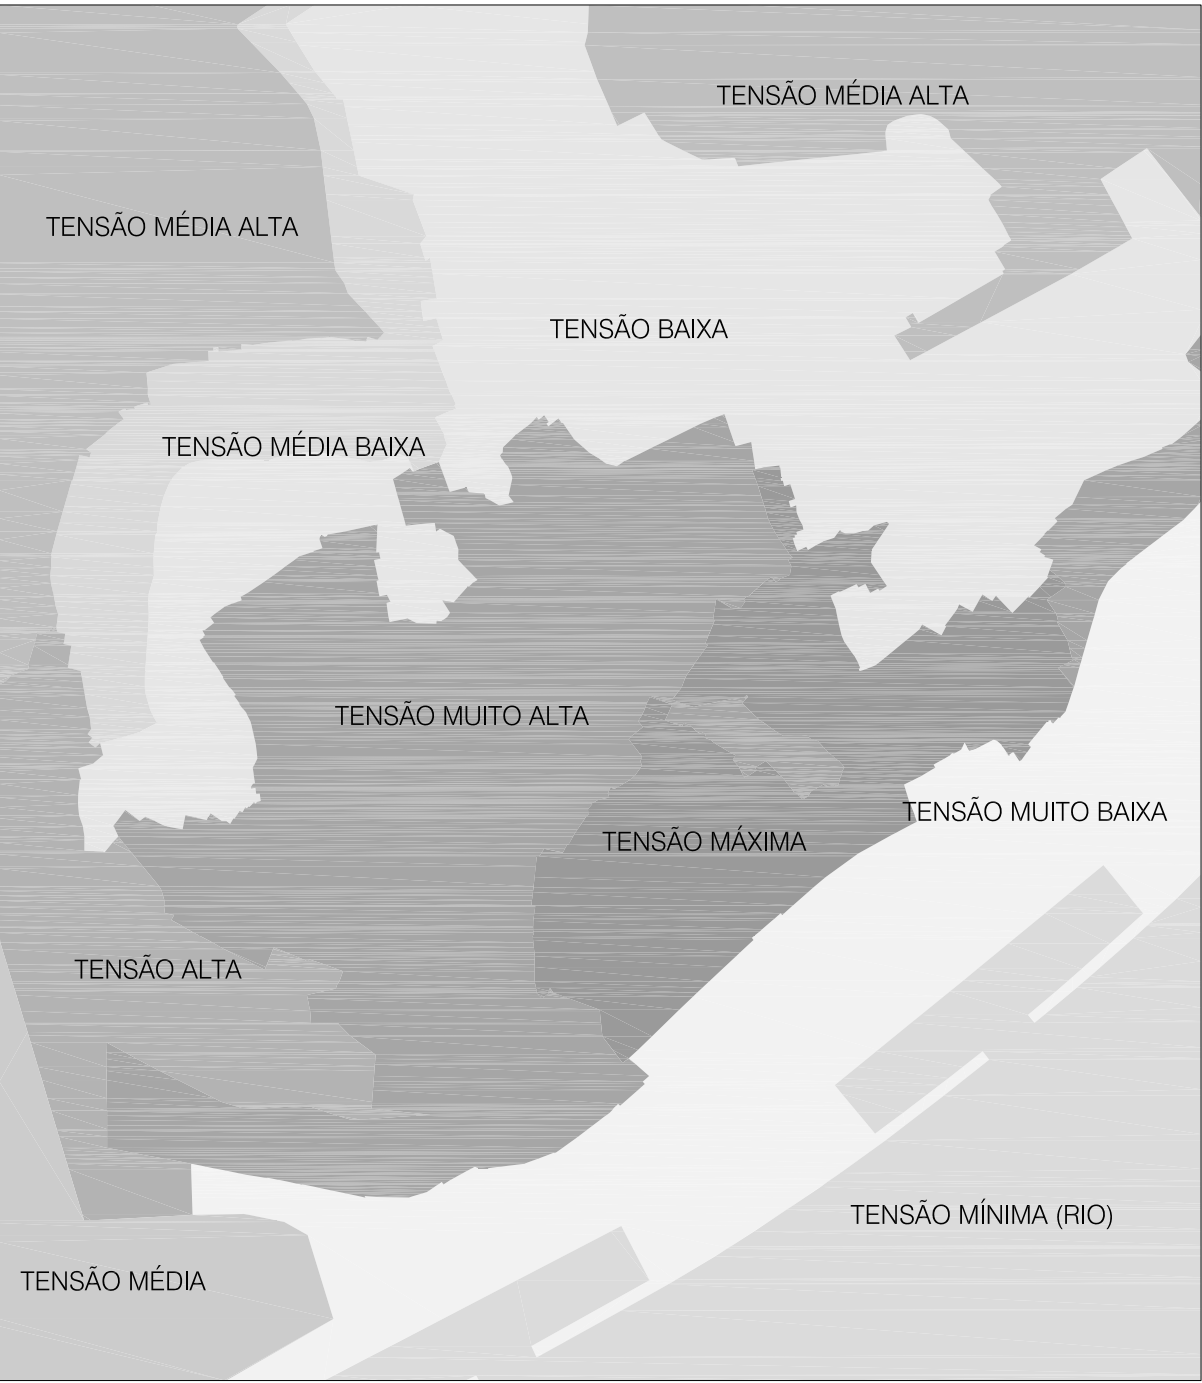 TENSÃO MÉDIA ALTA
TENSÃO MÉDIA ALTA
TENSÃO BAIXA
TENSÃO MÉDIA BAIXA
TENSÃO MUITO ALTA
TENSÃO MUITO BAIXA
TENSÃO MÁXIMA
TENSÃO ALTA
TENSÃO MÍNIMA (RIO)
TENSÃO MÉDIA